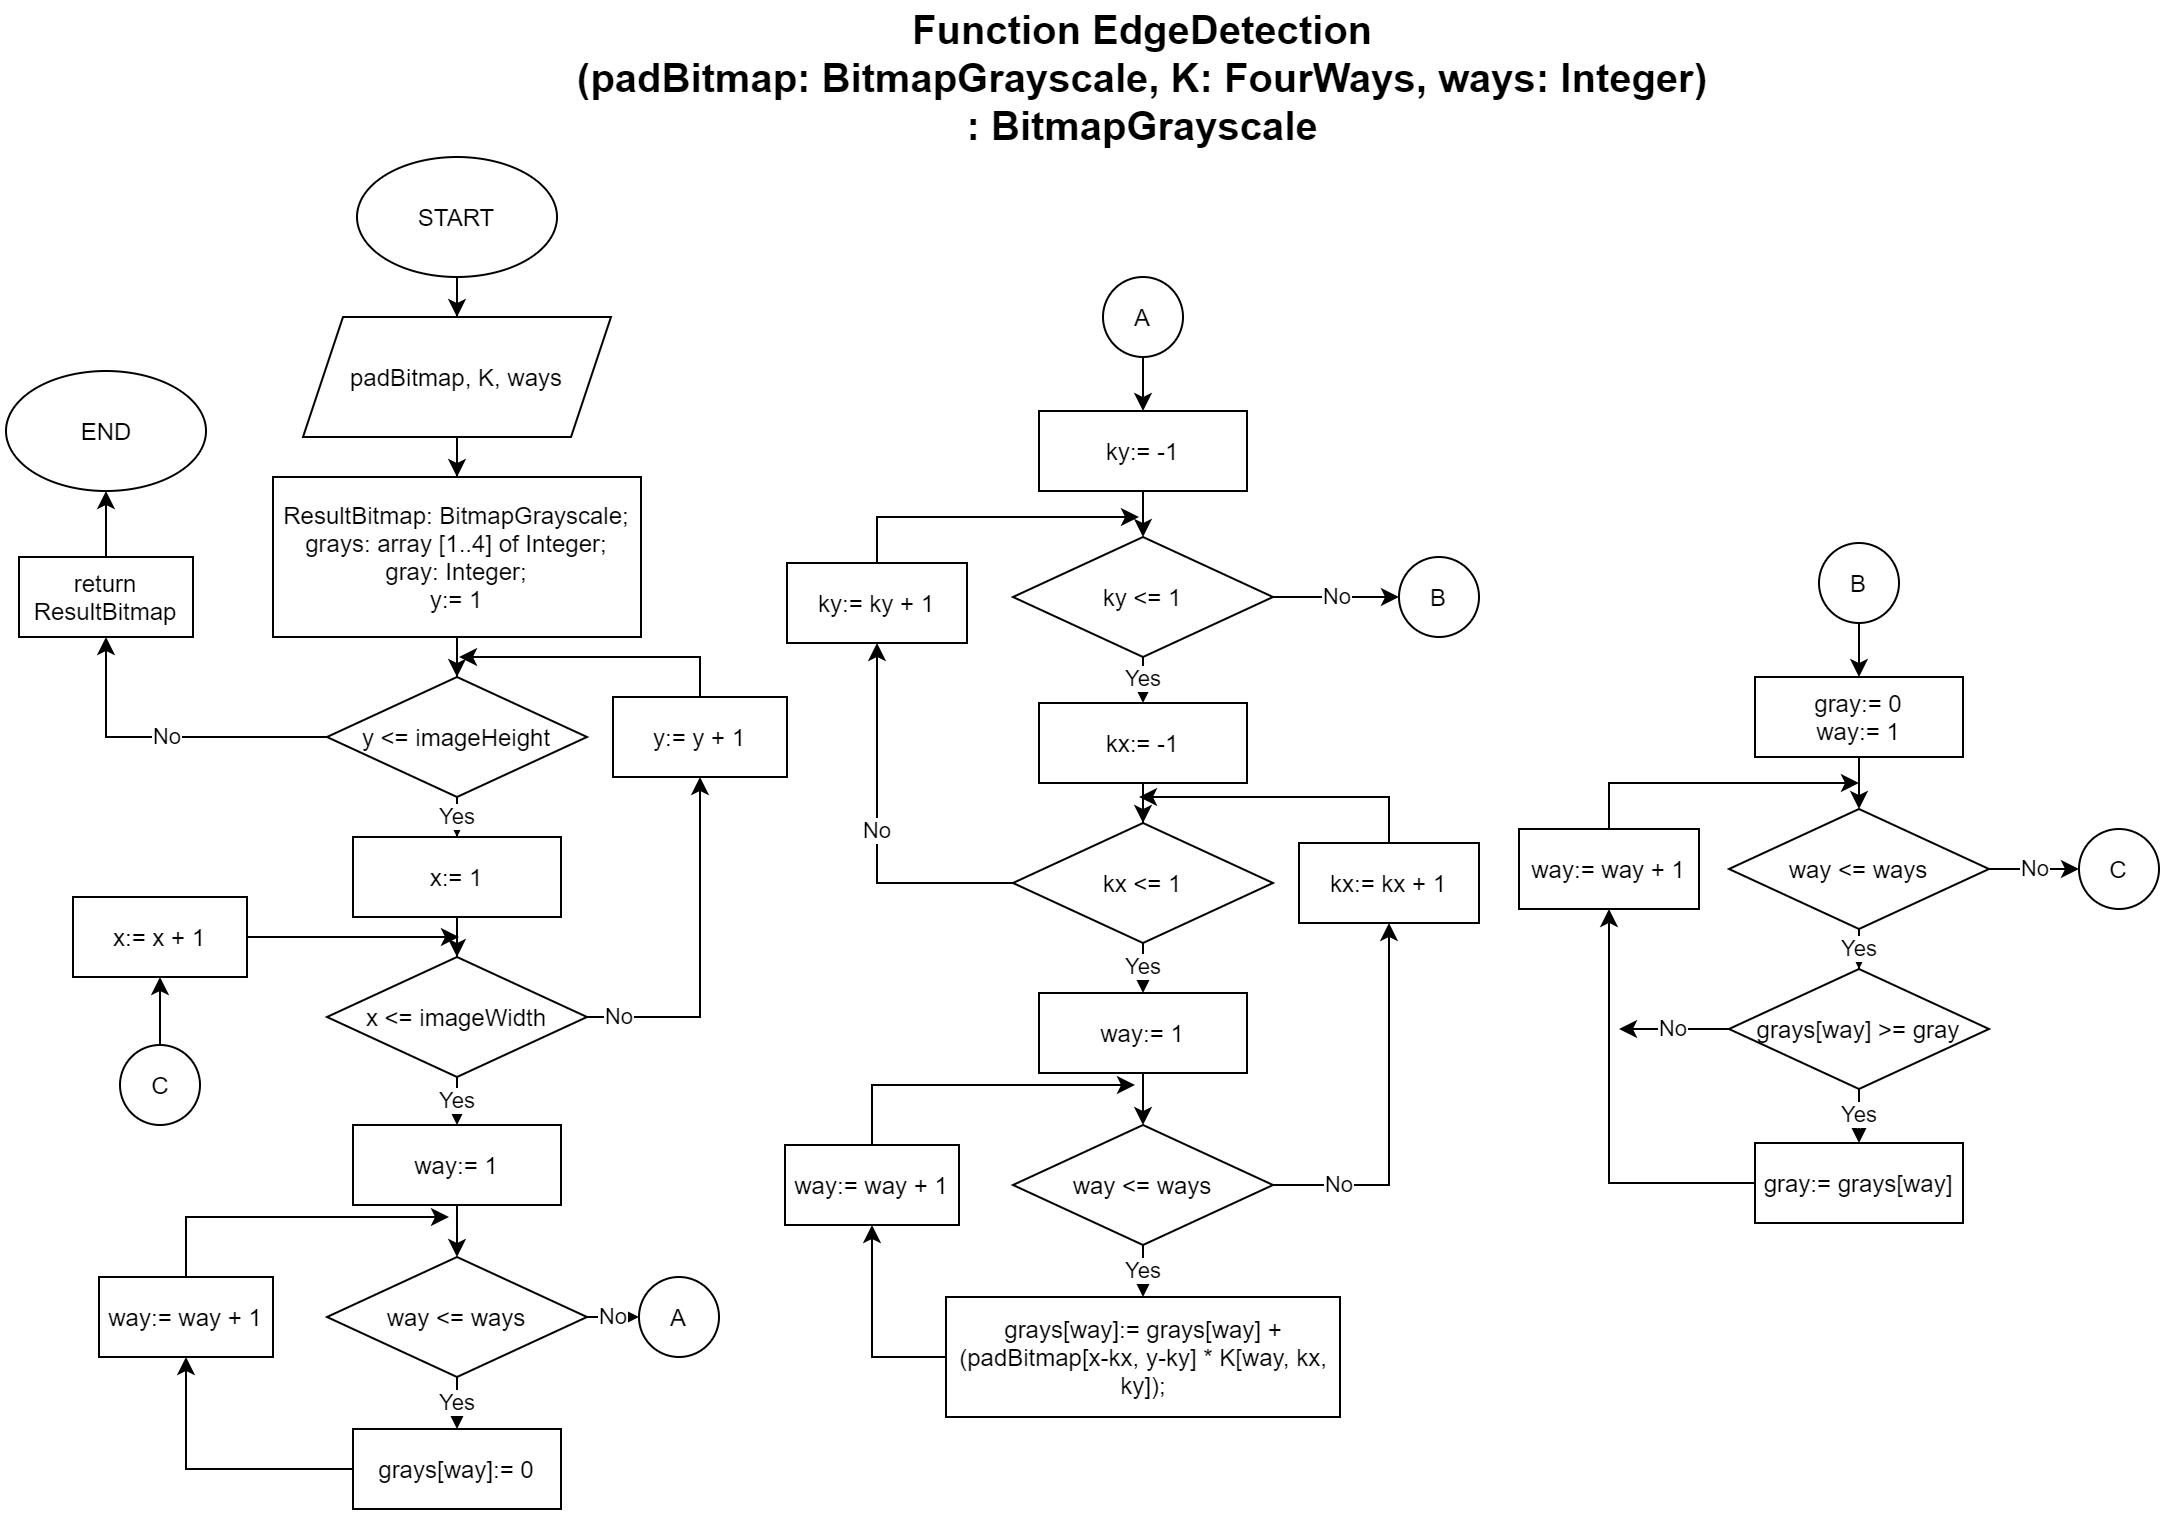 Function EdgeDetection
(padBitmap: BitmapGrayscale, K: FourWays, ways: Integer)
: BitmapGrayscale
START
padBitmap, K, ways
END
ResultBitmap: BitmapGrayscale;
grays: array [1..4] of Integer;
gray: Integer;
y:= 1
return
ResultBitmap
y <= imageHeight
No
y:= y + 1
Yes
x:= 1
x:= x + 1
x <= imageWidth
No
C
Yes
way:= 1
way:= way + 1
way <= ways
No
A
Yes
grays[way]:= 0
A
ky:= -1
ky:= ky + 1
ky <= 1
No
B
Yes
kx:= -1
No
kx <= 1
kx:= kx + 1
Yes
way:= 1
way:= way + 1
way <= ways
No
Yes
grays[way]:= grays[way] +
(padBitmap[x-kx, y-ky] * K[way, kx,
ky]);
B
gray:= 0
way:= 1
way:= way + 1
way <= ways
No
C
Yes
No
grays[way] >= gray
Yes
gray:= grays[way]